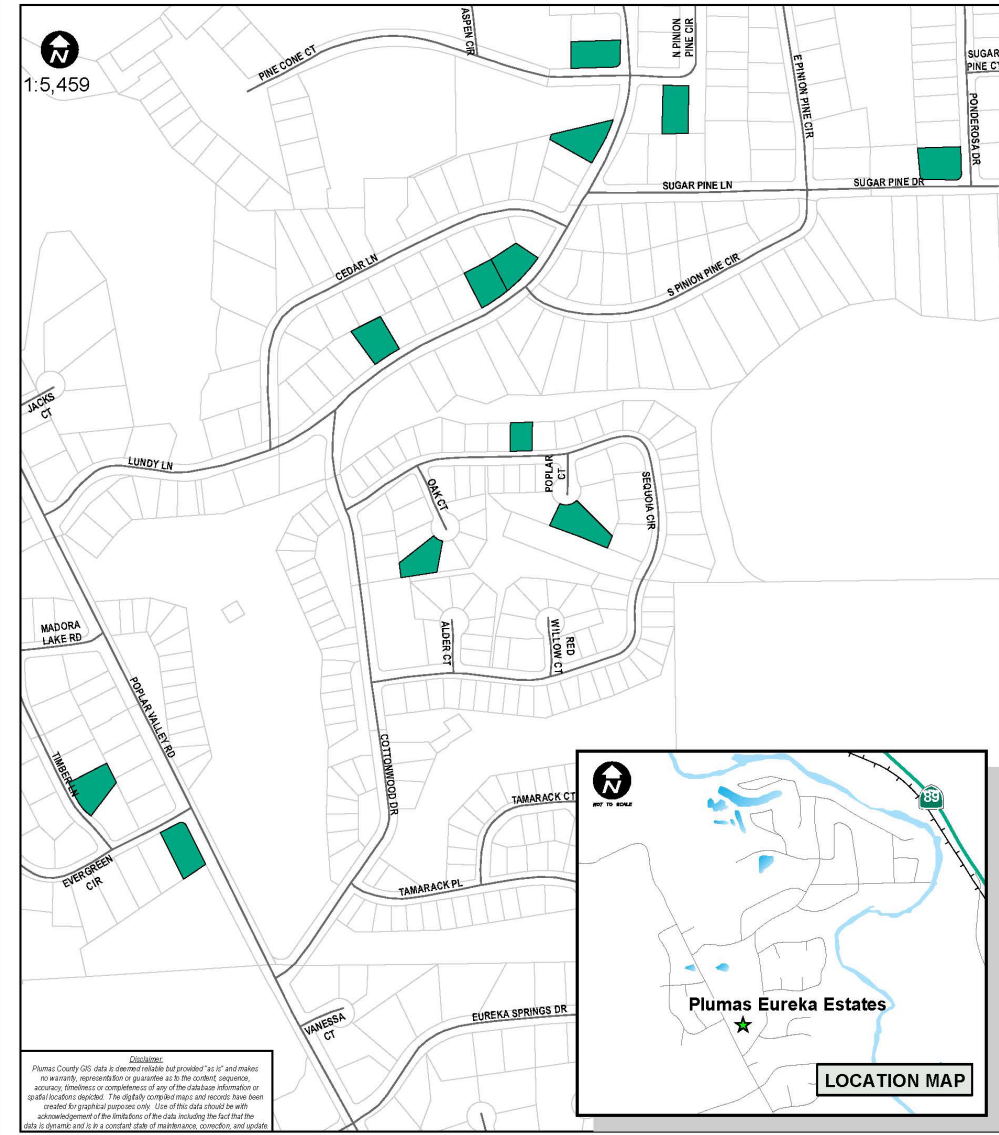 N
1:5,459
PINE CONE CT
ASPEN CIR
N PINION
PINE CIR
E PINION PINE CIR
SUGAR
PINE CT
PONDEROSA DR
SUGAR PINE LN
SUGAR PINE DR
CEDAR LN
S PINION PINE CIR
JACKS
CT
LUNDY LN
OAK CT
POPLAR
CT
SEQUOIA CIR
MADORA
LAKE RD
ALDER CT
RED
WILLOW CT
POPLAR VALLEY RD
TIMBER LN
COTTONWOOD DR
TAMARACK CT
EVERGREEN
CIR
TAMARACK PL
VANESSA
CT
EUREKA SPRINGS DR
N
NOT TO SCALE
89
Plumas Eureka Estates
LOCATION MAP
Disclaimer:
Plumas County GIS data is deemed reliable but provided "as is" and makes
no warranty, representation or guarantee as to the content, sequence,
accuracy, timeliness or completeness of any of the database information or
spatial locations depicted. The digitally compiled maps and records have been
created for graphical purposes only. Use of this data should be with
acknowledgement of the limitations of the data including the fact that the
data is dynamic and is in a constant state of maintenance, correction, and update.